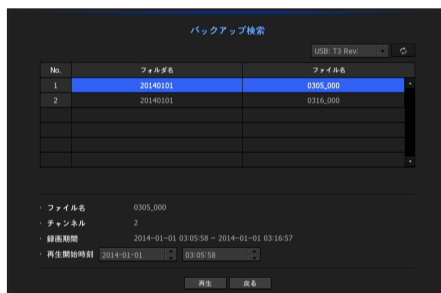 バックアップ検索
USB: T3 Rev:
No. フォルダ名 ファイル名
1 20140101 0305_000
2 20140101 0316_000
ファイル名 0305_000
チャンネル 2
録画期間 2014-01-01 03:05:58 ~ 2014-01-01 03:16:57
再生開始時刻 2014-01-01 03:05:58
再生 戻る